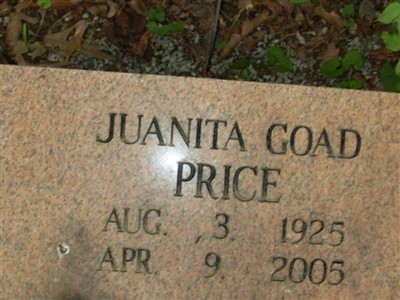 JUANITA GOAD
PRICE
AUG. 3. 1925
APR. 9. 2005